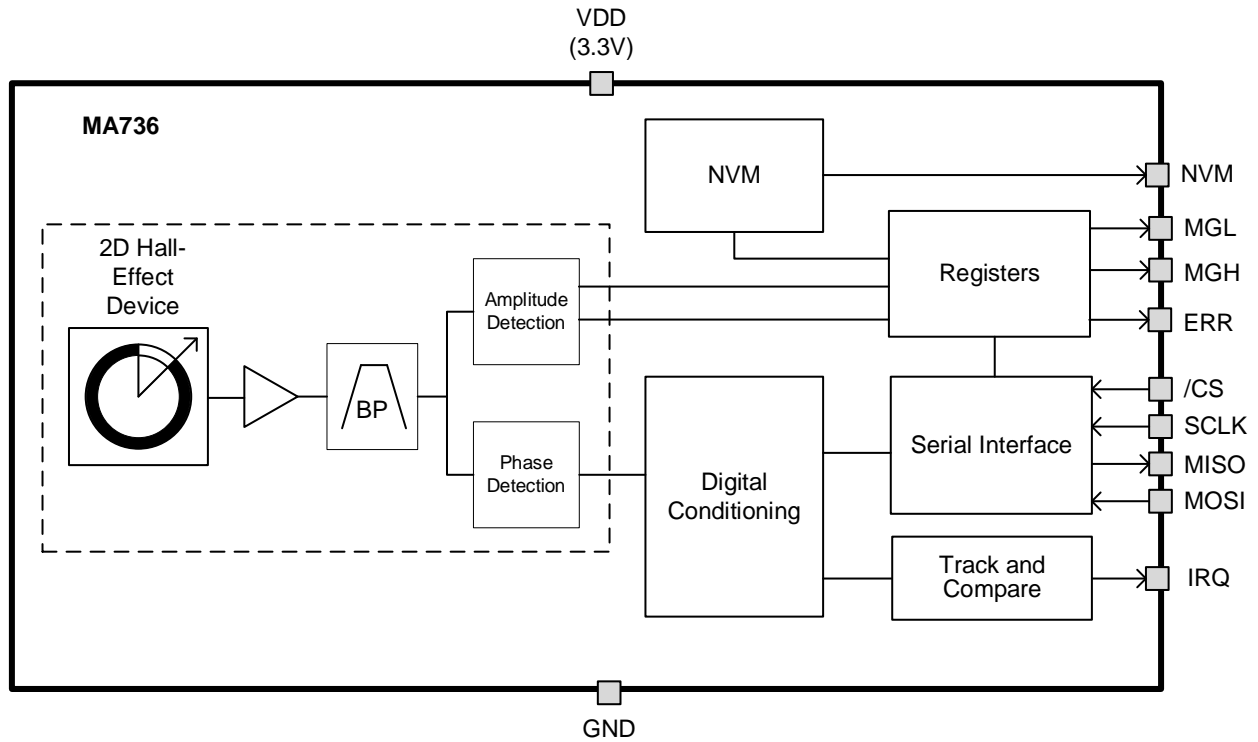 VDD
(3.3V)
MA736
NVM
NVM
2D Hall-
Effect
Device
Amplitude
Detection
Registers
MGL
MGH
ERR
BP
Phase
Detection
Digital
Conditioning
Serial Interface
/CS
SCLK
MISO
MOSI
Track and
Compare
IRQ
GND